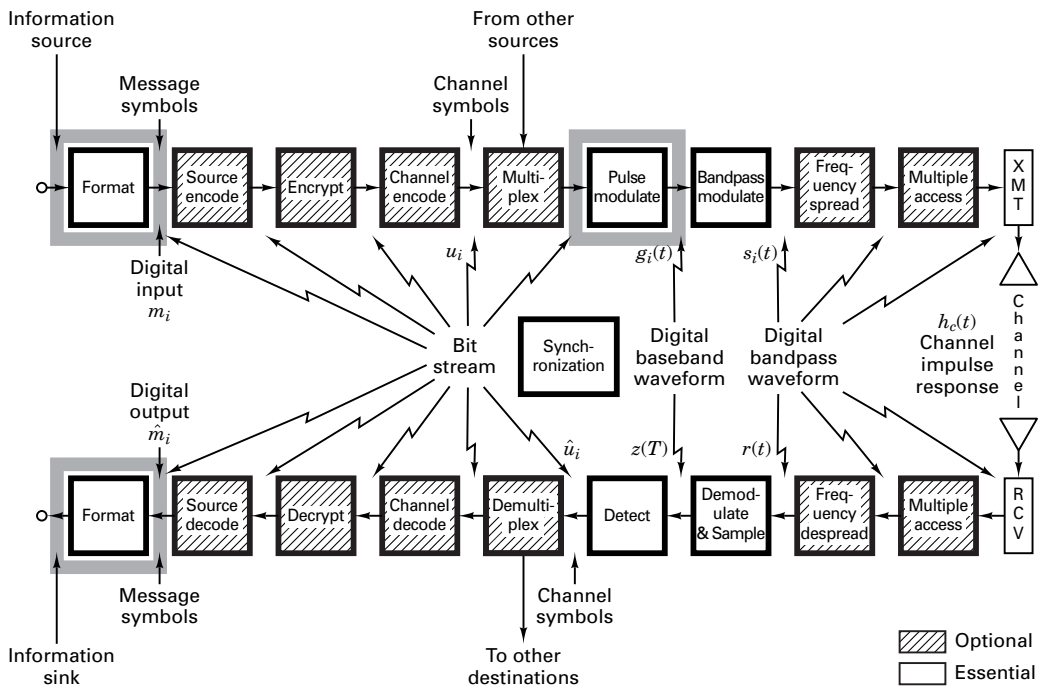 Information
source
From other
sources
Message
symbols
Channel
symbols
Format
Source
encode
Encrypt
Channel
encode
Multi-
plex
Pulse
modulate
Bandpass
modulate
Freq-
uency
spread
Multiple
access
X
M
T
Digital
input
m_i
u_i
g_i(t)
s_i(t)
Bit
stream
Synch-
ronization
Digital
baseband
waveform
Digital
bandpass
waveform
h_c(t)
Channel
impulse
response
C
h
a
n
n
e
l
Digital
output
m̂_i
û_i
z(T)
r(t)
Format
Source
decode
Decrypt
Channel
decode
Demulti-
plex
Detect
Demod-
ulate
& Sample
Freq-
uency
despread
Multiple
access
R
C
V
Message
symbols
Channel
symbols
Information
sink
To other
destinations
Optional
Essential